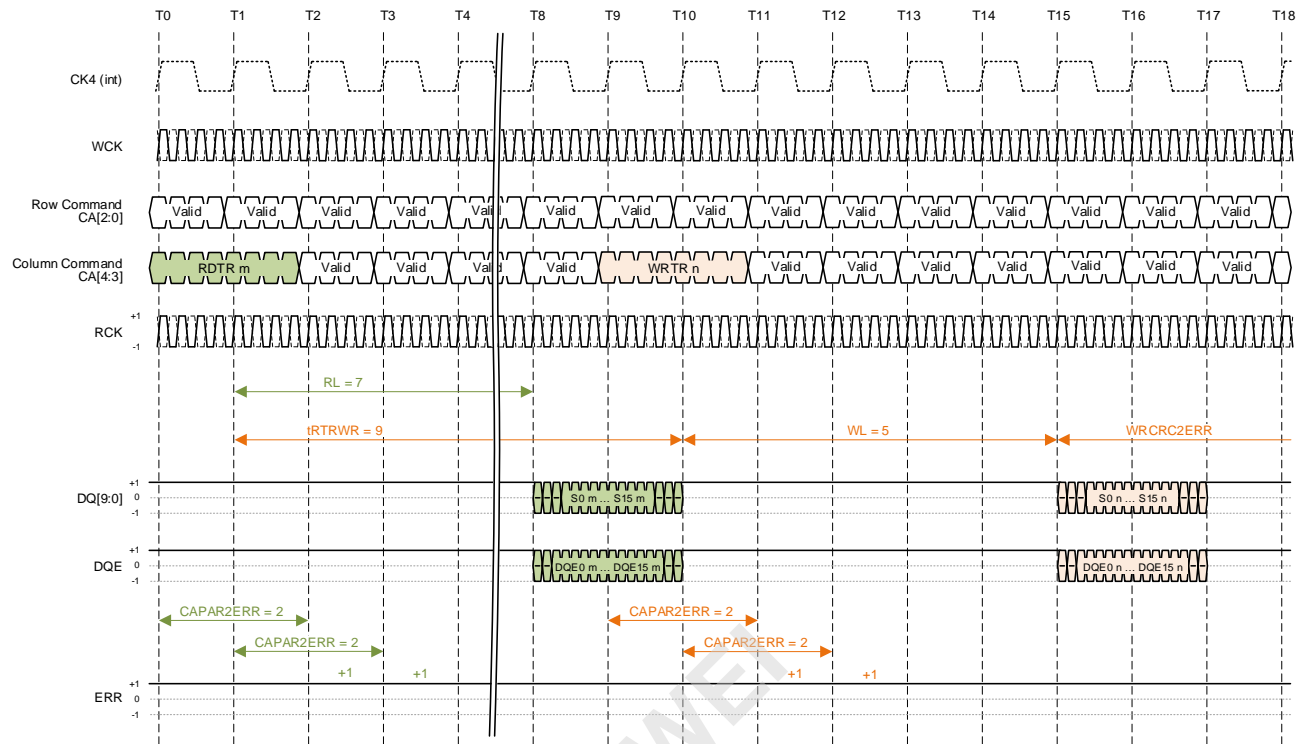 T0 T1 T2 T3 T4 T8 T9 T10 T11 T12 T13 T14 T15 T16 T17 T18
CK4 (int)
WCK
Row Command
CA[2:0]
Valid Valid Valid Valid Valid Valid Valid Valid Valid Valid Valid Valid Valid Valid
Column Command
CA[4:3]
RDTR m Valid Valid Valid Valid WRTR n Valid Valid Valid Valid Valid Valid Valid
+1
RCK
-1
RL = 7
tRTRWR = 9 WL = 5 WRCRC2ERR
+1
DQ[9:0] 0 S0 m ... S15 m S0 n ... S15 n
-1
+1
DQE 0 DQE0 m ... DQE15 m DQE0 n ... DQE15 n
-1
CAPAR2ERR = 2 CAPAR2ERR = 2
CAPAR2ERR = 2 CAPAR2ERR = 2
+1 +1 +1 +1
+1
ERR 0
-1
WEI